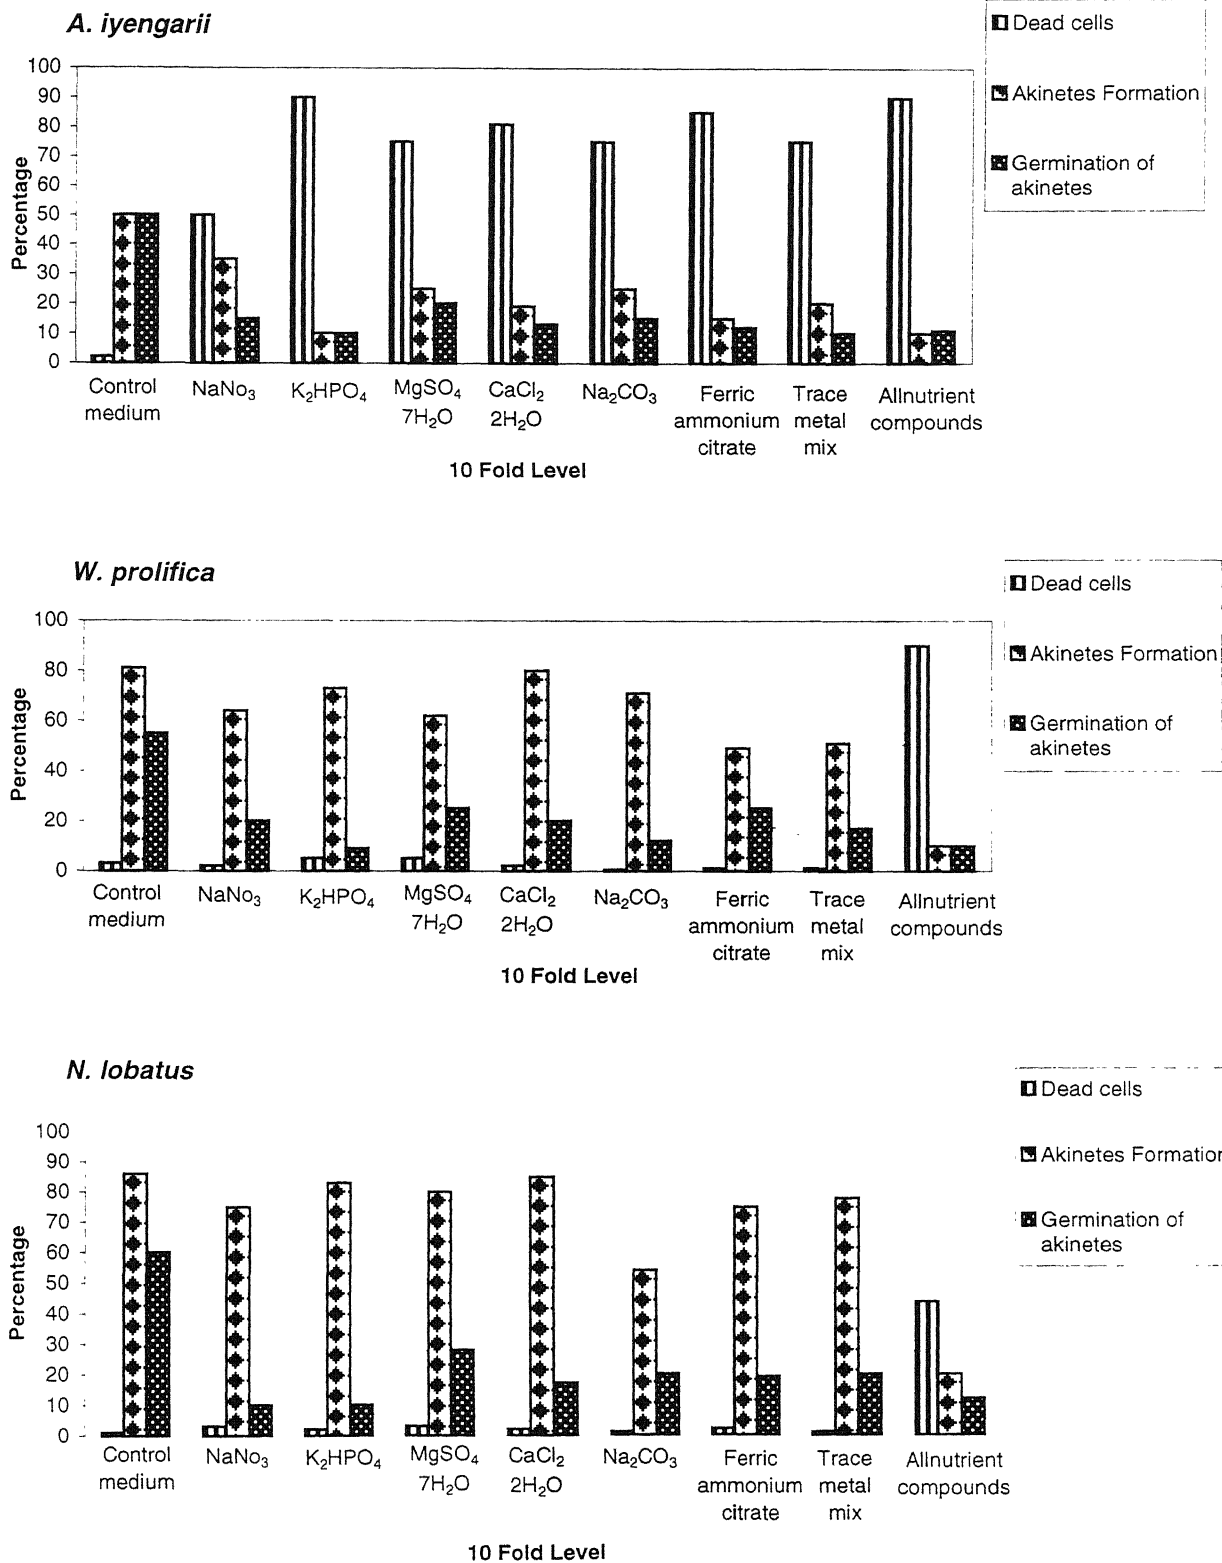 A. iyengarii
Dead cells
Akinetes Formation
Germination of
akinetes
Percentage
100
90
80
70
60
50
40
30
20
10
0
Control
medium
NaNo₃
K₂HPO₄
MgSO₄
7H₂O
CaCl₂
2H₂O
Na₂CO₃
Ferric
ammonium
citrate
Trace
metal
mix
Allnutrient
compounds
10 Fold Level
W. prolifica
Dead cells
Akinetes Formation
Germination of
akinetes
Percentage
100
80
60
40
20
0
Control
medium
NaNo₃
K₂HPO₄
MgSO₄
7H₂O
CaCl₂
2H₂O
Na₂CO₃
Ferric
ammonium
citrate
Trace
metal
mix
Allnutrient
compounds
10 Fold Level
N. lobatus
Dead cells
Akinetes Formation
Germination of
akinetes
Percentage
100
90
80
70
60
50
40
30
20
10
0
Control
medium
NaNo₃
K₂HPO₄
MgSO₄
7H₂O
CaCl₂
2H₂O
Na₂CO₃
Ferric
ammonium
citrate
Trace
metal
mix
Allnutrient
compounds
10 Fold Level